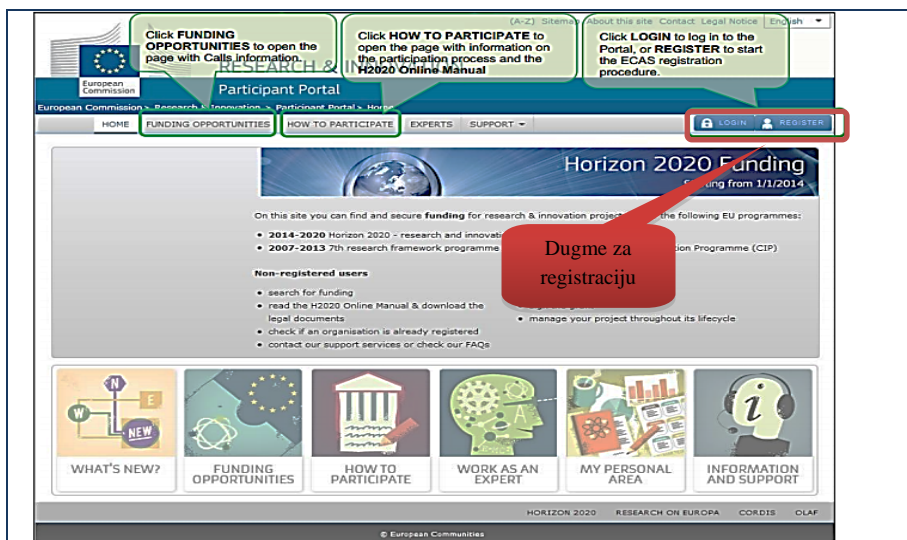 (A-Z) Sitemap About this site Contact Legal Notice English
Click FUNDING
OPPORTUNITIES to open the
page with Calls information.
Click HOW TO PARTICIPATE to
open the page with information on
the participation process and the
H2020 Online Manual
Click LOGIN to log in to the
Portal, or REGISTER to start
the ECAS registration
procedure.
European
Commission
RESEARCH & INNOVATION
Participant Portal
European Commission > Research & Innovation > Participant Portal > Home
HOME FUNDING OPPORTUNITIES HOW TO PARTICIPATE EXPERTS SUPPORT LOGIN REGISTER
Horizon 2020 Funding
from 1/1/2014
On this site you can find and secure funding for research & innovation the following EU programmes:
• 2014-2020 Horizon 2020 - research and
• 2007-2013 7th research framework programme Programme (CIP)
Dugme za
registraciju
Non-registered users
• search for funding
• read the H2020 Online Manual & download the
legal documents
• check if an organisation is already registered
• contact our support services or check our FAQs
• manage your project throughout its lifecycle
N
W
E
NEW
A
i
WHAT'S NEW?
FUNDING
OPPORTUNITIES
HOW TO
PARTICIPATE
WORK AS AN
EXPERT
MY PERSONAL
AREA
INFORMATION
AND SUPPORT
HORIZON 2020 RESEARCH ON EUROPA CORDIS OLAF
© European Communities